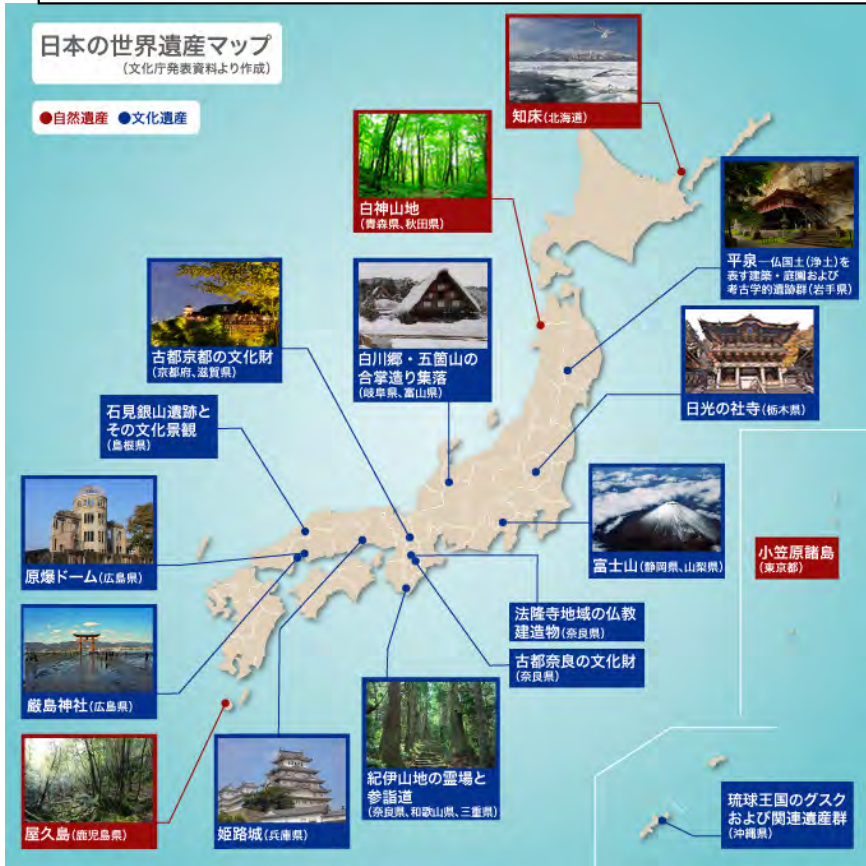 日本の世界遺産マップ
(文化庁発表資料より作成)
●自然遺産 ●文化遺産
知床(北海道)
白神山地
(青森県、秋田県)
平泉―仏国土(浄土)を
表す建築・庭園および
考古学的遺跡群(岩手県)
古都京都の文化財
(京都府、滋賀県)
白川郷・五箇山の
合掌造り集落
(岐阜県、富山県)
日光の社寺(栃木県)
石見銀山遺跡と
その文化景観
(島根県)
原爆ドーム(広島県)
富士山(静岡県、山梨県)
小笠原諸島
(東京都)
法隆寺地域の仏教
建造物(奈良県)
古都奈良の文化財
(奈良県)
厳島神社(広島県)
屋久島(鹿児島県)
姫路城(兵庫県)
紀伊山地の霊場と
参詣道
(奈良県、和歌山県、三重県)
琉球王国のグスク
および関連遺産群
(沖縄県)